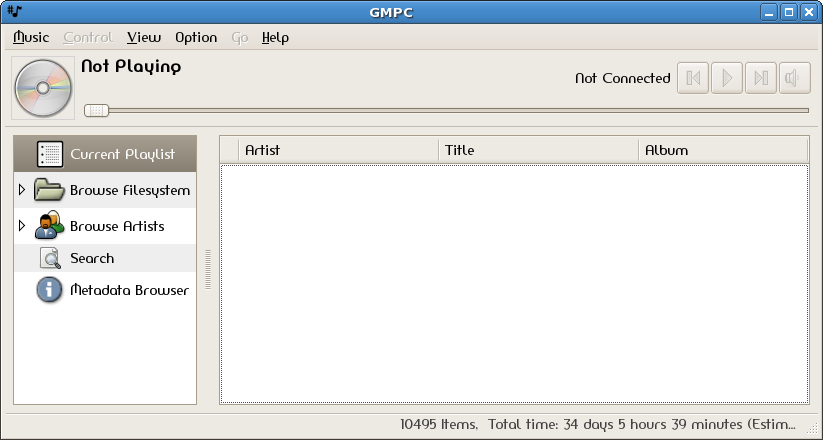 GMPC
Music Control View Option Go Help
Not Playing
Not Connected
Current Playlist
Browse Filesystem
Browse Artists
Search
Metadata Browser
Artist Title Album
10495 Items, Total time: 34 days 5 hours 39 minutes (Estim...